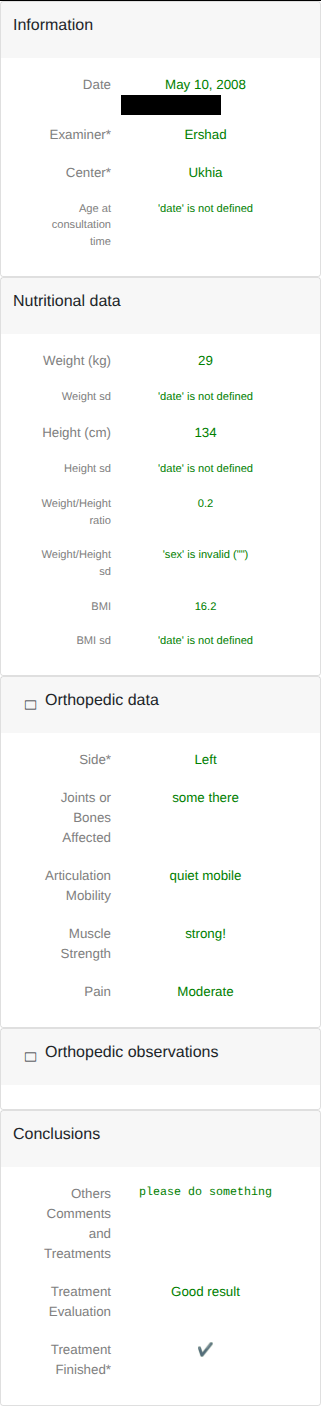 Information
Date May 10, 2008
Examiner* Ershad
Center* Ukhia
Age at 'date' is not defined
consultation
time
Nutritional data
Weight (kg) 29
Weight sd 'date' is not defined
Height (cm) 134
Height sd 'date' is not defined
Weight/Height 0.2
ratio
Weight/Height 'sex' is invalid ("")
sd
BMI 16.2
BMI sd 'date' is not defined
Orthopedic data
Side* Left
Joints or some there
Bones
Affected
Articulation quiet mobile
Mobility
Muscle strong!
Strength
Pain Moderate
Orthopedic observations
Conclusions
Others please do something
Comments
and
Treatments
Treatment Good result
Evaluation
Treatment ✔
Finished*